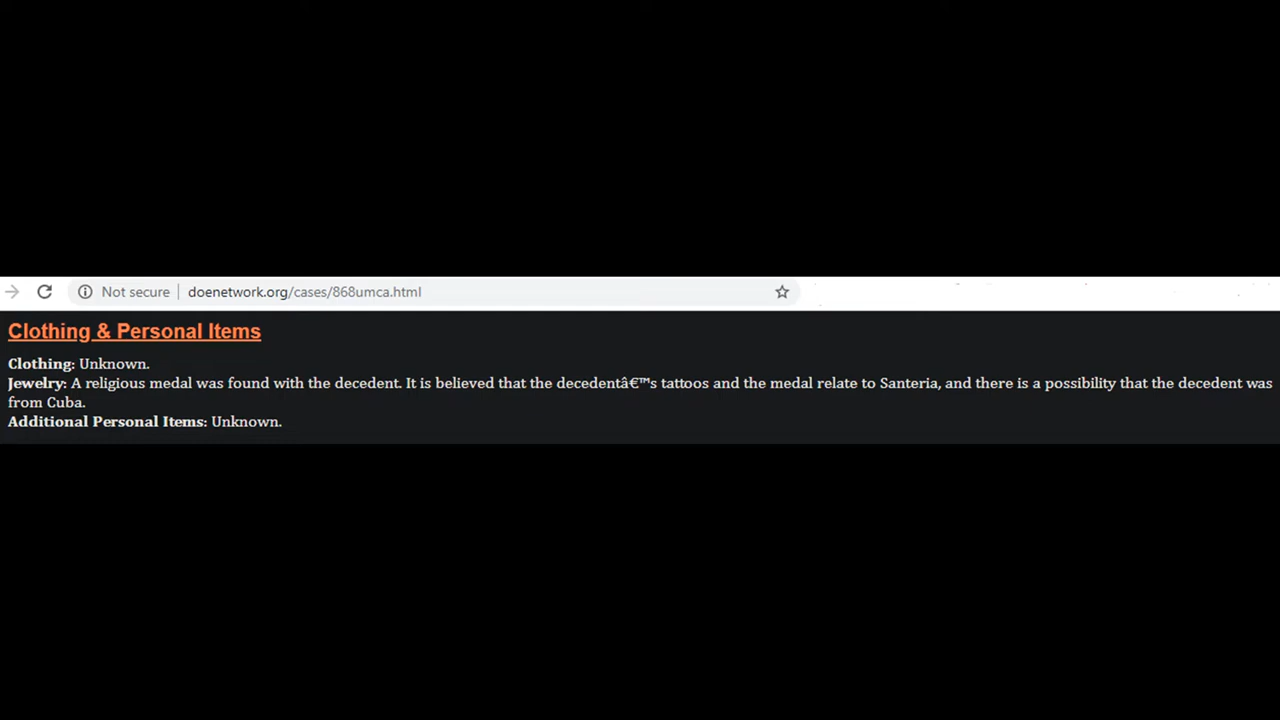 Not secure doenetwork.org/cases/868umca.html
Clothing & Personal Items
Clothing: Unknown.
Jewelry: A religious medal was found with the decedent. It is believed that the decedentâ€™s tattoos and the medal relate to Santeria, and there is a possibility that the decedent was
from Cuba.
Additional Personal Items: Unknown.